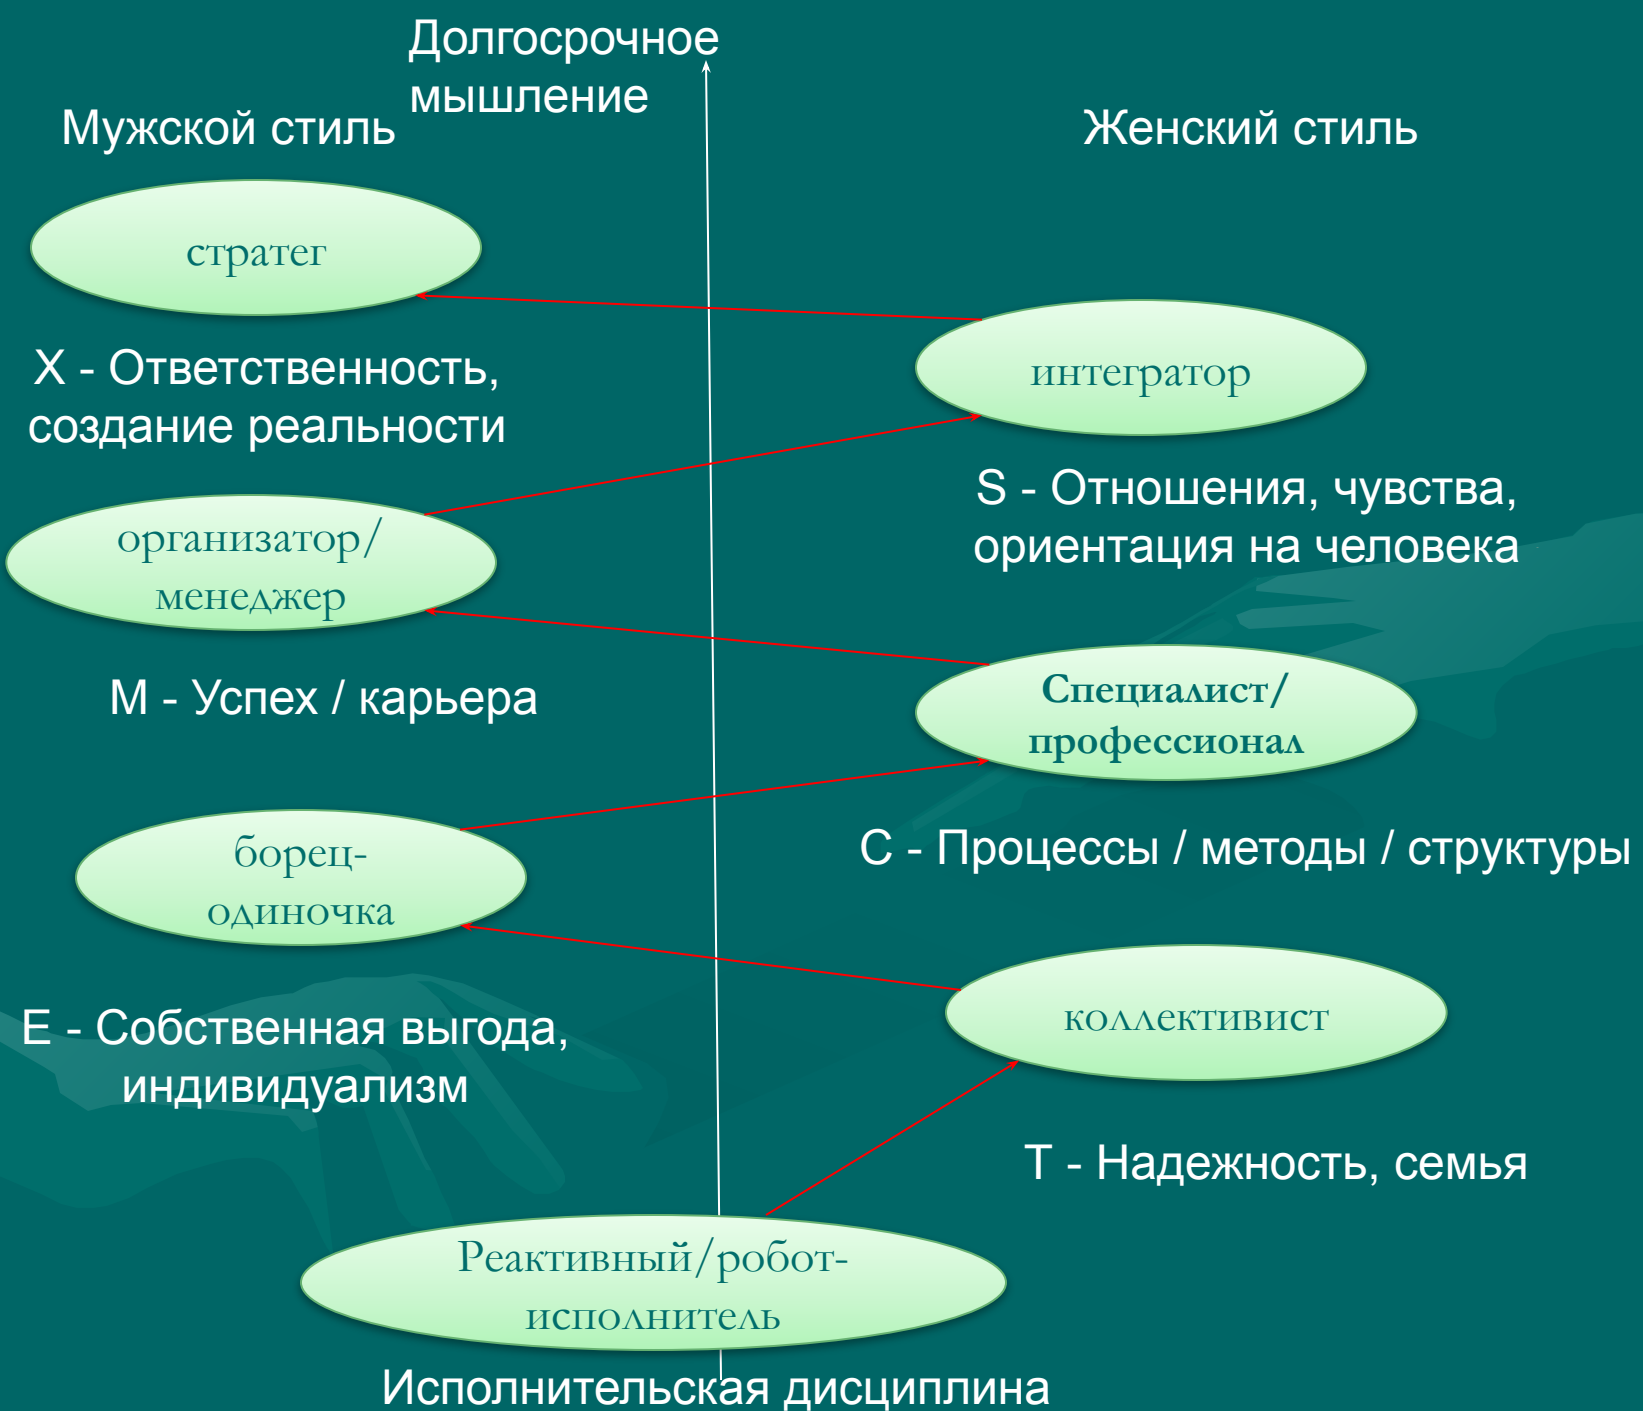 Долгосрочное
мышление
Мужской стиль
Женский стиль
стратег
X - Ответственность,
создание реальности
интегратор
S - Отношения, чувства,
ориентация на человека
организатор/
менеджер
M - Успех / карьера
Специалист/
профессионал
C - Процессы / методы / структуры
борец-
одиночка
E - Собственная выгода,
индивидуализм
коллективист
T - Надежность, семья
Реактивный/робот-
исполнитель
Исполнительская дисциплина